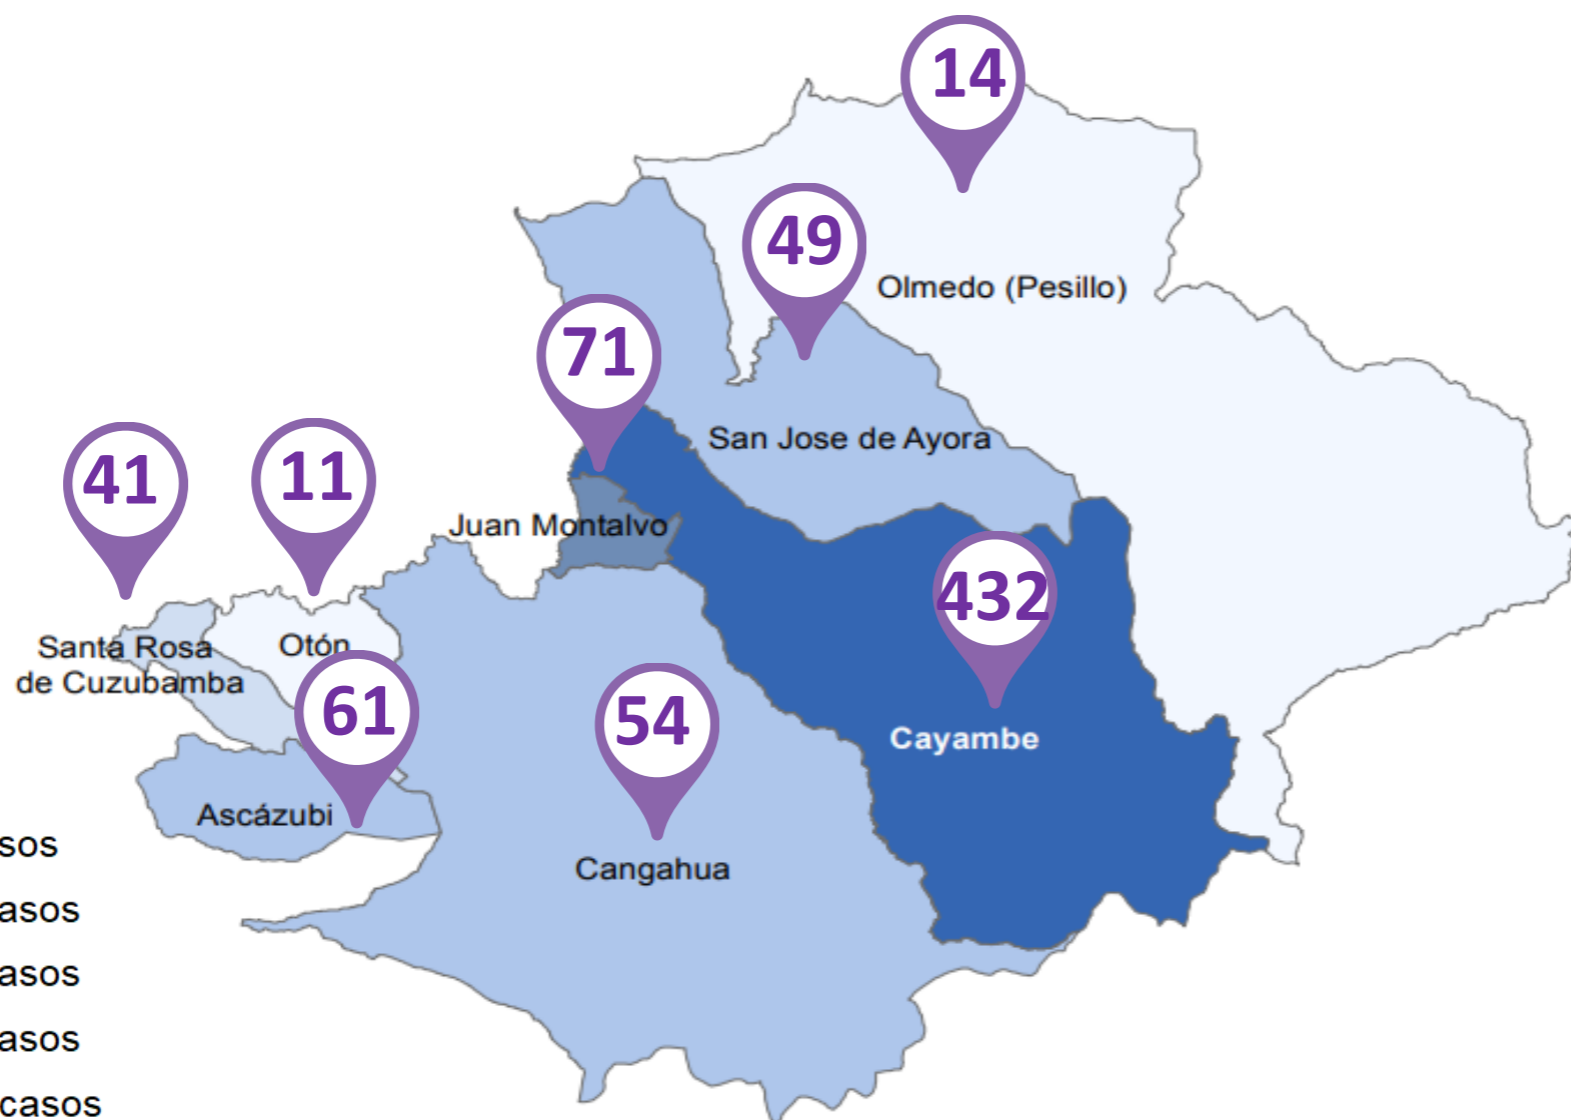 14
49
Olmedo (Pesillo)
71
San Jose de Ayora
41
11
Juan Montalvo
432
Santa Rosa
de Cuzubamba
Otón
61
54
Cayambe
Ascázubi
Cangahua
sos
asos
asos
asos
casos